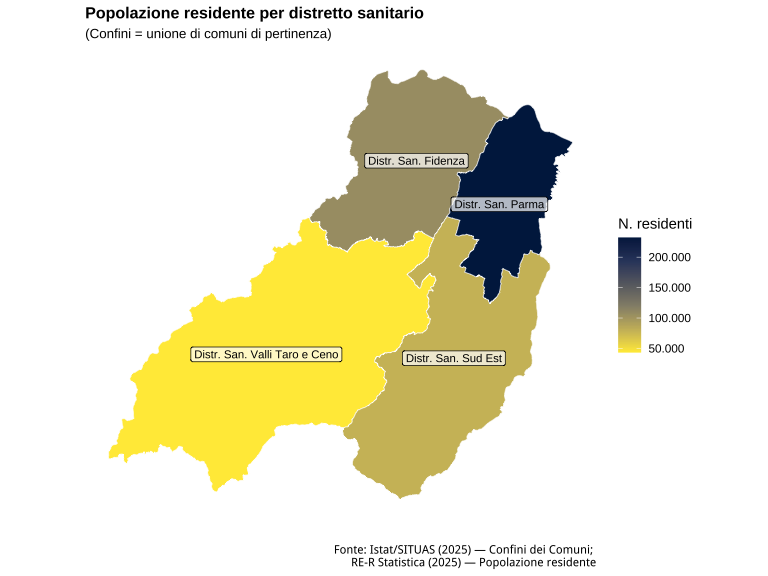 Popolazione residente per distretto sanitario
(Confini = unione di comuni di pertinenza)
Distr. San. Fidenza
Distr. San. Parma
Distr. San. Valli Taro e Ceno
Distr. San. Sud Est
N. residenti
200.000
150.000
100.000
50.000
Fonte: Istat/SITUAS (2025) — Confini dei Comuni;
RE-R Statistica (2025) — Popolazione residente